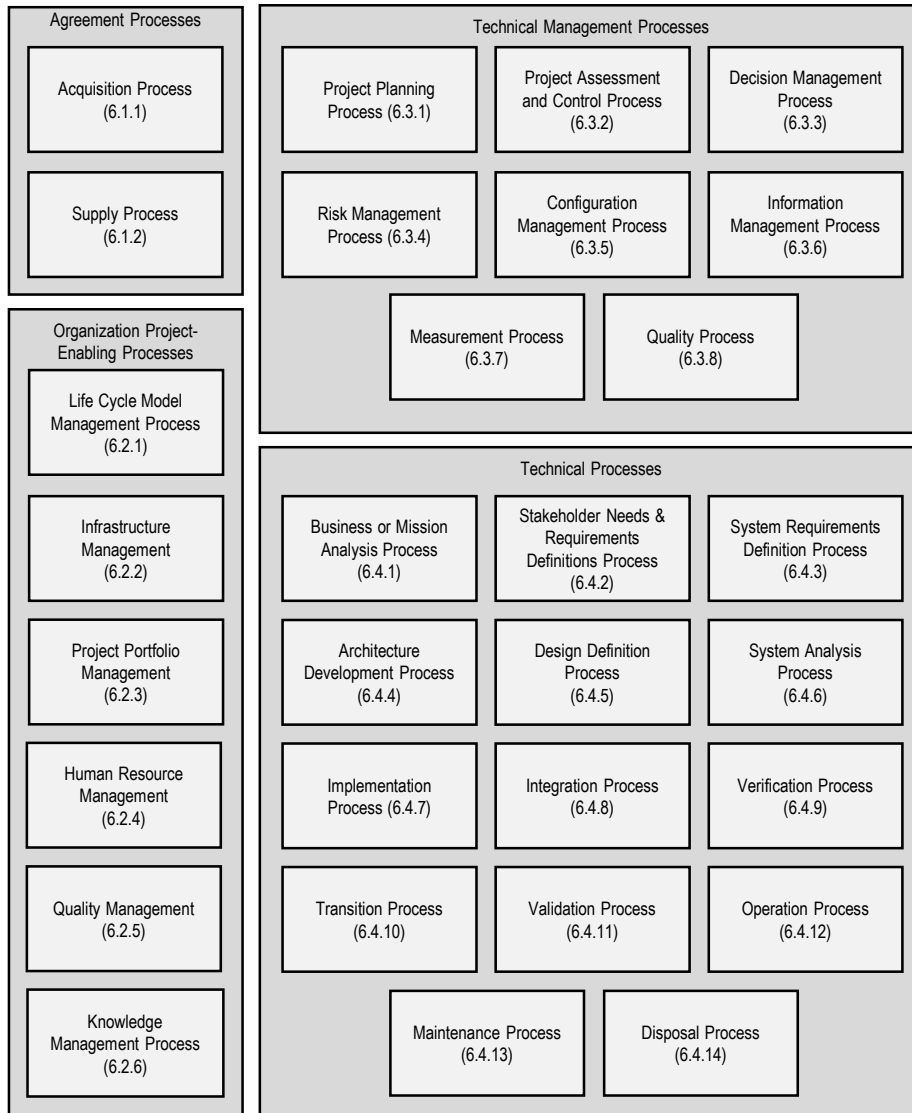 Agreement Processes
Acquisition Process
(6.1.1)
Supply Process
(6.1.2)
Organization Project-
Enabling Processes
Life Cycle Model
Management Process
(6.2.1)
Infrastructure
Management
(6.2.2)
Project Portfolio
Management
(6.2.3)
Human Resource
Management
(6.2.4)
Quality Management
(6.2.5)
Knowledge
Management Process
(6.2.6)
Technical Management Processes
Project Planning
Process (6.3.1)
Project Assessment
and Control Process
(6.3.2)
Decision Management
Process
(6.3.3)
Risk Management
Process (6.3.4)
Configuration
Management Process
(6.3.5)
Information
Management Process
(6.3.6)
Measurement Process
(6.3.7)
Quality Process
(6.3.8)
Technical Processes
Business or Mission
Analysis Process
(6.4.1)
Stakeholder Needs &
Requirements
Definitions Process
(6.4.2)
System Requirements
Definition Process
(6.4.3)
Architecture
Development Process
(6.4.4)
Design Definition
Process
(6.4.5)
System Analysis
Process
(6.4.6)
Implementation
Process (6.4.7)
Integration Process
(6.4.8)
Verification Process
(6.4.9)
Transition Process
(6.4.10)
Validation Process
(6.4.11)
Operation Process
(6.4.12)
Maintenance Process
(6.4.13)
Disposal Process
(6.4.14)